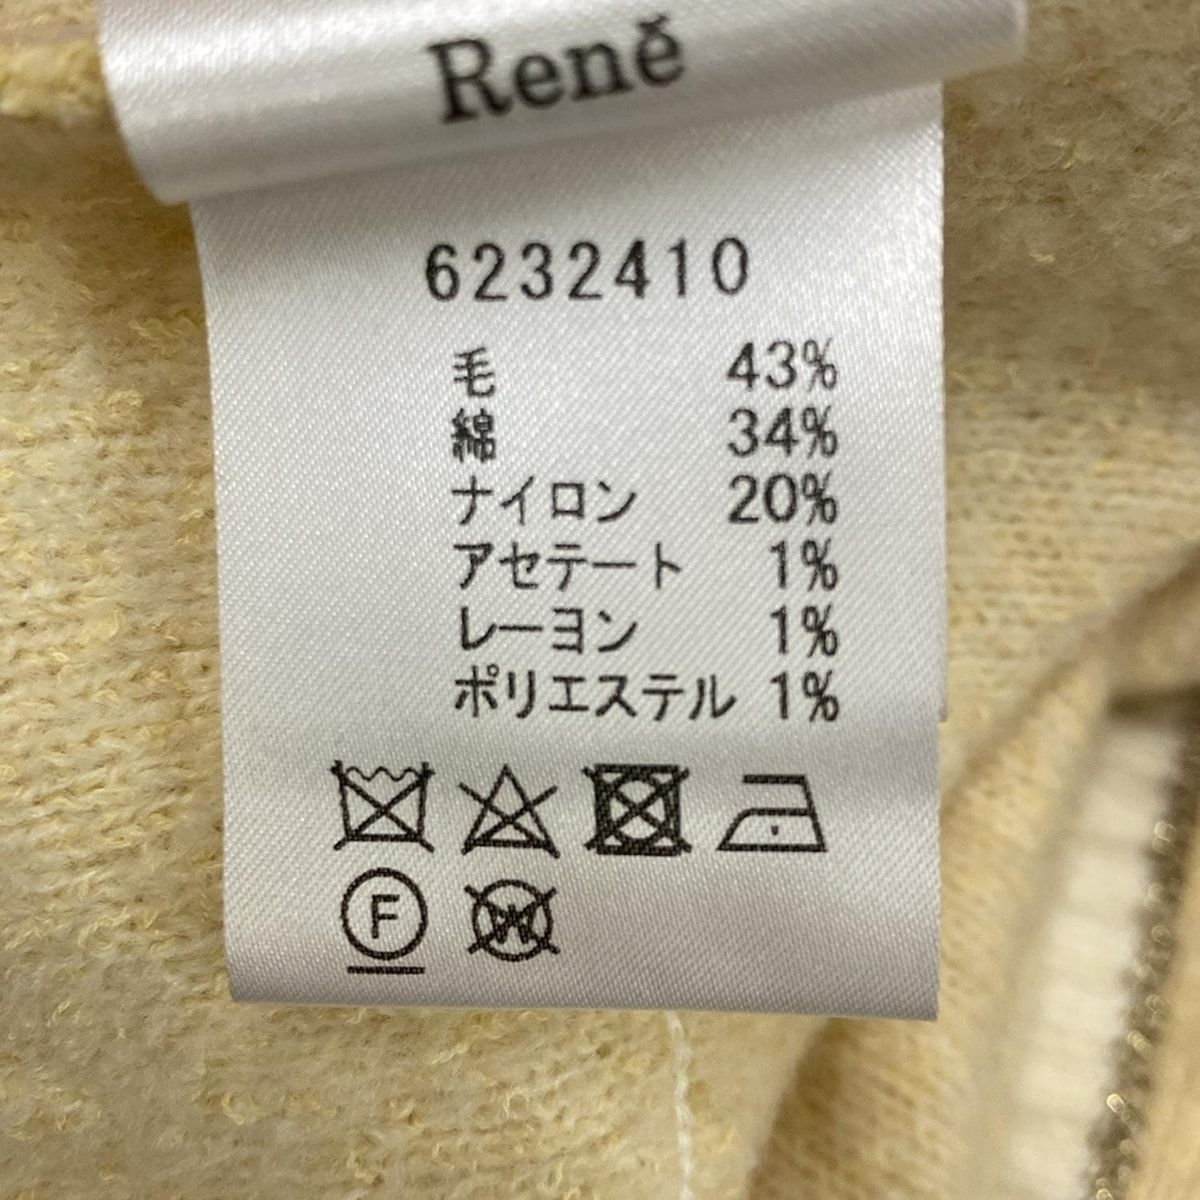 Renĕ
6232410
毛 43%
綿 34%
ナイロン 20%
アセテート 1%
レーヨン 1%
ポリエステル 1%
F W